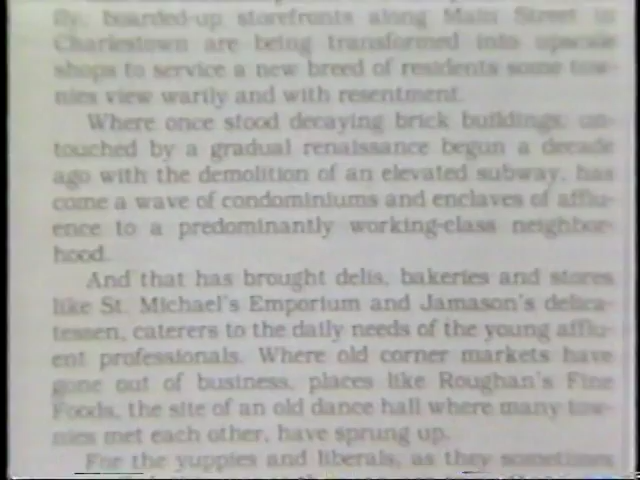 fly, boarded-up storefronts along Main Street in
Charlestown are being transformed into upscale
shops to service a new breed of residents some tow-
nies view warily and with resentment.
Where once stood decaying brick buildings, un-
touched by a gradual renaissance begun a decade
ago with the demolition of an elevated subway, has
come a wave of condominiums and enclaves of afflu-
ence to a predominantly working-class neighbor-
hood.
And that has brought delis, bakeries and stores
like St. Michael's Emporium and Jamason's delica-
tessen, caterers to the daily needs of the young afflu-
ent professionals. Where old corner markets have
gone out of business, places like Roughan's Fine
Foods, the site of an old dance hall where many tow-
nies met each other, have sprung up.
For the yuppies and liberals, as they sometimes